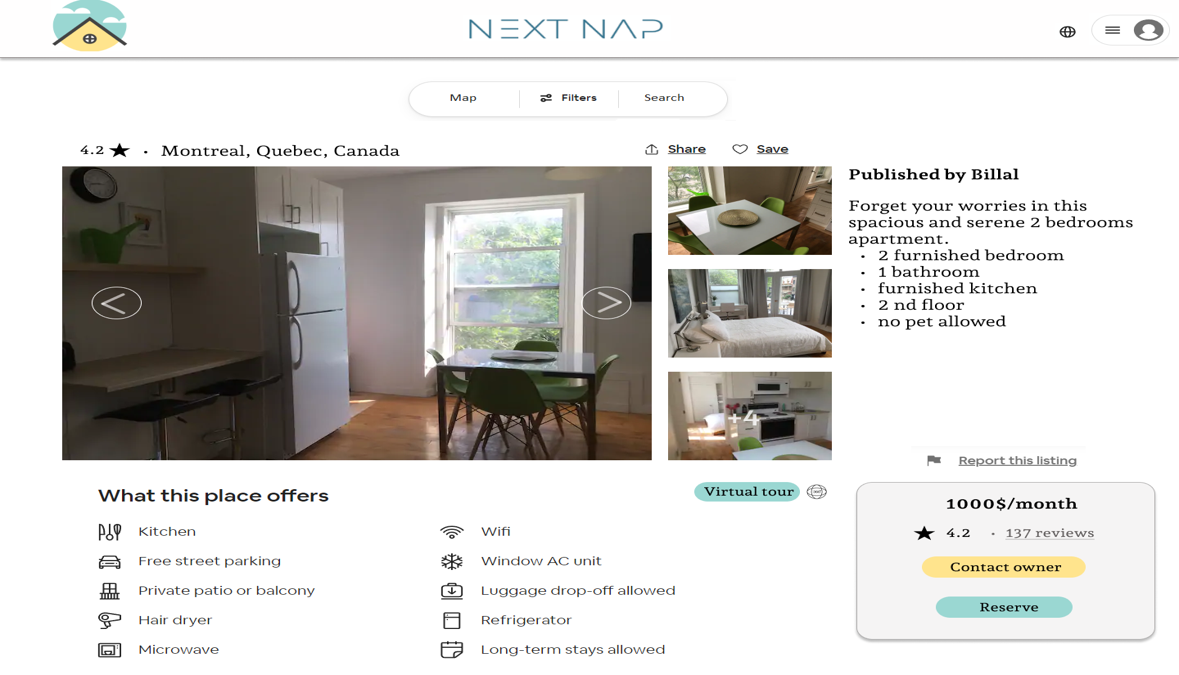 NEXT NAP
Map
Filters
Search
4.2 ★ · Montreal, Quebec, Canada
Share
Save
Published by Billal
Forget your worries in this
spacious and serene 2 bedrooms
apartment.
• 2 furnished bedroom
• 1 bathroom
• furnished kitchen
• 2 nd floor
• no pet allowed
<
>
+4
Report this listing
What this place offers
Virtual tour
Kitchen
Wifi
Free street parking
Window AC unit
Private patio or balcony
Luggage drop-off allowed
Hair dryer
Refrigerator
Microwave
Long-term stays allowed
1000$/month
★ 4.2 · 137 reviews
Contact owner
Reserve